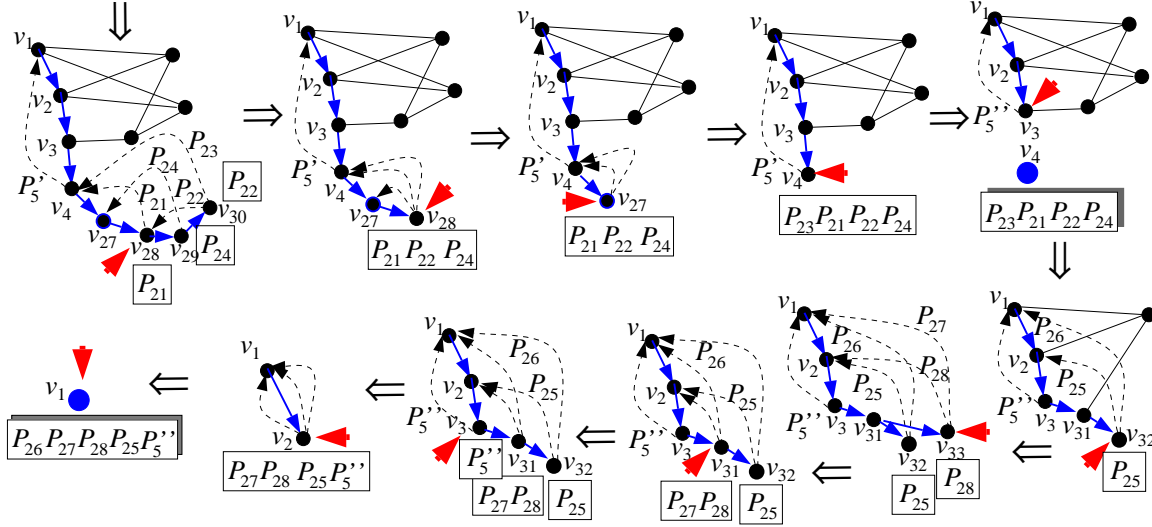 v1 v2 v3 P5' v4 v27 v28 v29 v30 P21 P24 P22 P23 P22 P24 P21
v1 v2 v3 P5' v4 v27 v28 P21 P22 P24
v1 v2 v3 P5' v4 v27 P21 P22 P24
v1 v2 v3 P5' v4 P23 P21 P22 P24
v1 v2 P5'' v3 v4 P23 P21 P22 P24
v1 P26 v2 P25 P5'' v3 v31 v32 P25
v1 P27 P26 v2 P28 P25 P5'' v3 v31 v32 v33 P25 P28
v1 P26 v2 P25 P5'' v3 v31 v32 P27 P28 P25
v1 P26 v2 P25 P5'' v3 v31 v32 P5'' P27 P28 P25
v1 v2 P27 P28 P25 P5''
v1 P26 P27 P28 P25 P5''